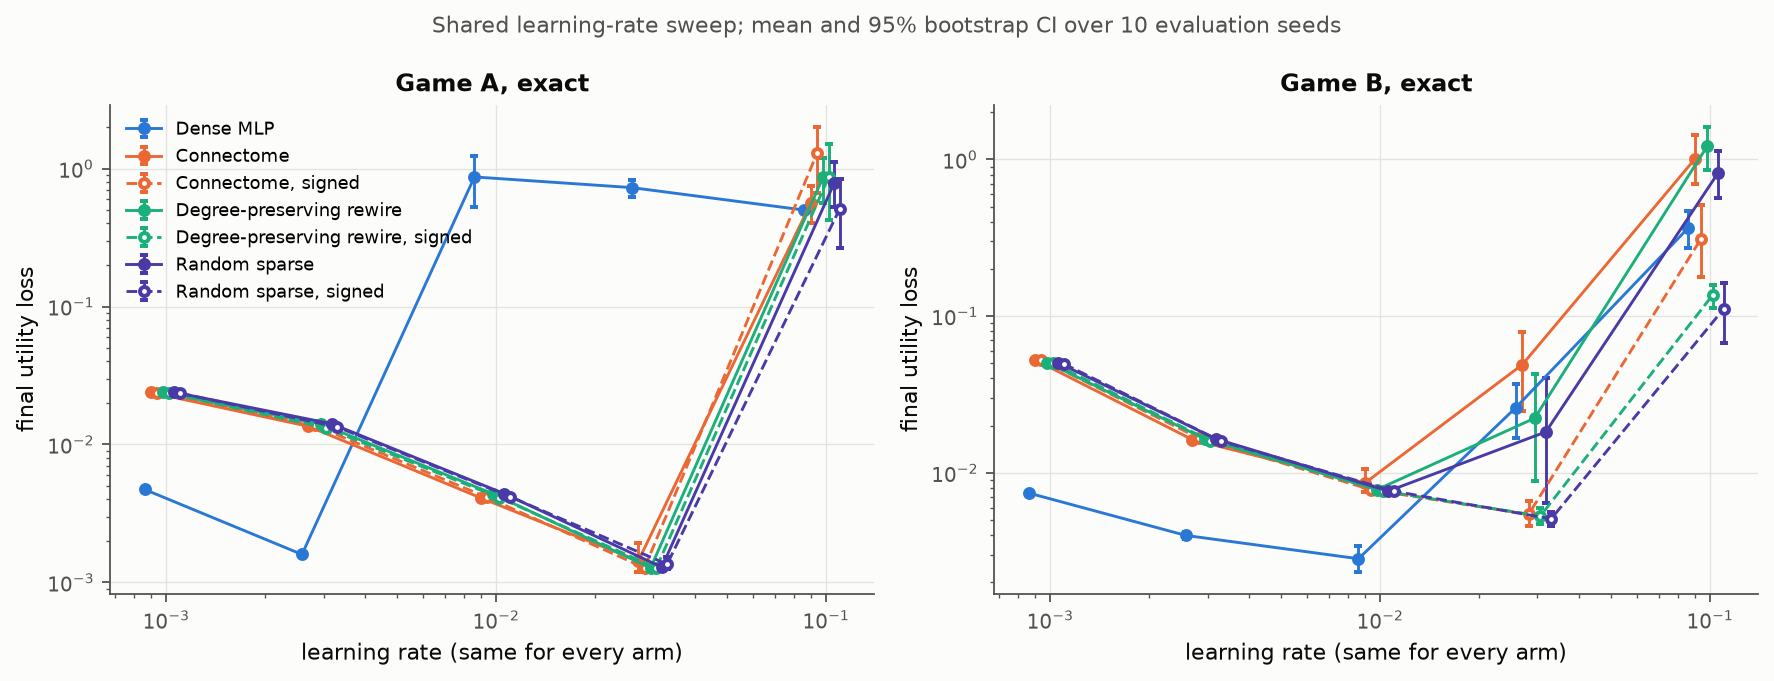 Shared learning-rate sweep; mean and 95% bootstrap CI over 10 evaluation seeds
Game A, exact
Dense MLP
Connectome
Connectome, signed
Degree-preserving rewire
Degree-preserving rewire, signed
Random sparse
Random sparse, signed
final utility loss
10⁰
10⁻¹
10⁻²
10⁻³
10⁻³
10⁻²
10⁻¹
learning rate (same for every arm)
Game B, exact
final utility loss
10⁰
10⁻¹
10⁻²
10⁻³
10⁻²
10⁻¹
learning rate (same for every arm)